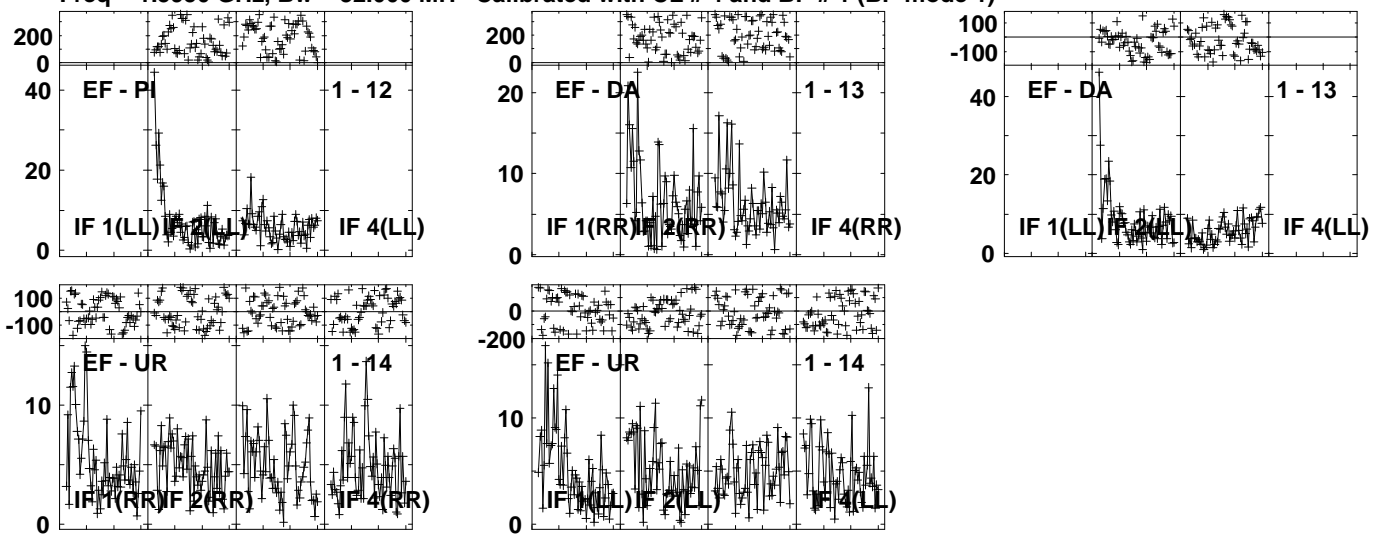 200
0
40
20
0
EF - PI
1 - 12
IF 1(LL)
IF 2(LL)
IF 4(LL)
200
0
20
10
0
EF - DA
1 - 13
IF 1(RR)
IF 2(RR)
IF 4(RR)
100
-100
40
20
0
EF - DA
1 - 13
IF 1(LL)
IF 2(LL)
IF 4(LL)
100
-100
10
0
EF - UR
1 - 14
IF 1(RR)
IF 2(RR)
IF 4(RR)
0
-200
10
0
EF - UR
1 - 14
IF 1(LL)
IF 2(LL)
IF 4(LL)